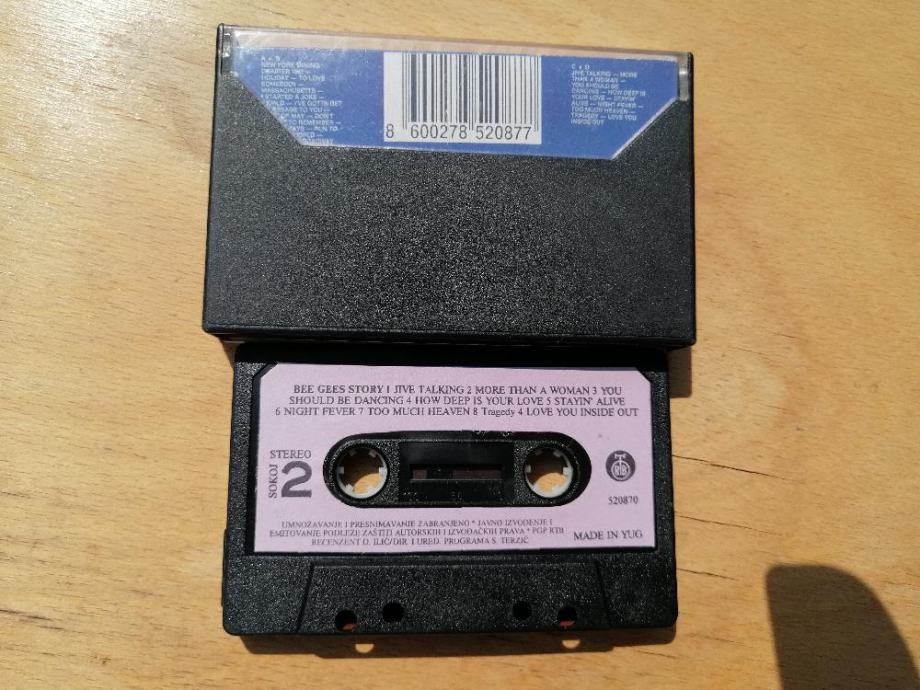 A + B
NEW YORK MINING
HOLIDAY — TO LOVE
SOMEBODY —
MASSACHUSETTS —
I STARTED A JOKE —
WORLD — I'VE GOTTA GET
MESSAGE TO YOU —
OF MAY — DON'T
TO REMEMBER —
RUN TO
8 600278 520877
C + D
JIVE TALKING — MORE
THAN A WOMAN —
YOU SHOULD BE
DANCING — HOW DEEP IS
YOUR LOVE — STAYIN'
ALIVE — NIGHT FEVER —
TOO MUCH HEAVEN —
TRAGEDY — LOVE YOU
INSIDE OUT
BEE GEES STORY 1 JIVE TALKING 2 MORE THAN A WOMAN 3 YOU
SHOULD BE DANCING 4 HOW DEEP IS YOUR LOVE 5 STAYIN' ALIVE
6 NIGHT FEVER 7 TOO MUCH HEAVEN 8 Tragedy 4 LOVE YOU INSIDE OUT
STEREO
SOKOJ
2
RTB
520870
UMNOŽAVANJE I PRESNIMAVANJE ZABRANJENO * JAVNO IZVOĐENJE I
EMITOVANJE PODLEŽE ZAŠTITI AUTORSKIH I IZVOĐAČKIH PRAVA * PGP RTB
RECENZENT D. ILIĆ/DIR. I URED. PROGRAMA S. TERZIĆ
MADE IN YUG